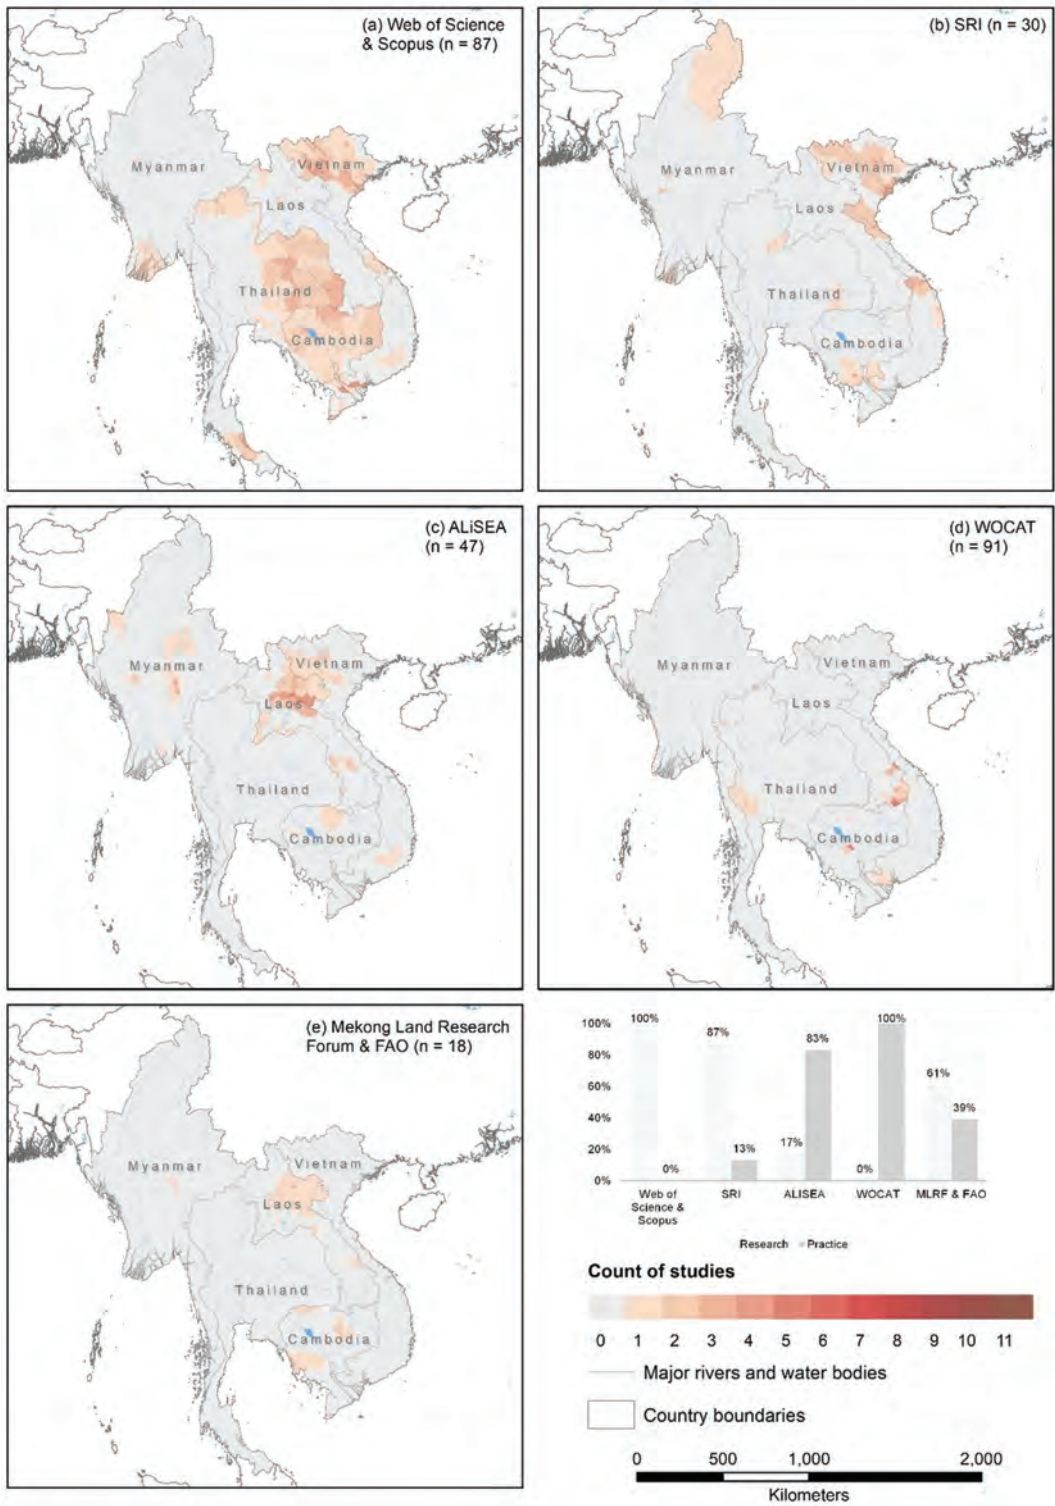 (a) Web of Science
& Scopus (n = 87)
Myanmar
Vietnam
Laos
Thailand
Cambodia
(b) SRI (n = 30)
Myanmar
Vietnam
Laos
Thailand
Cambodia
(c) ALiSEA
(n = 47)
Myanmar
Vietnam
Laos
Thailand
Cambodia
(d) WOCAT
(n = 91)
Myanmar
Vietnam
Laos
Thailand
Cambodia
(e) Mekong Land Research
Forum & FAO (n = 18)
Myanmar
Vietnam
Laos
Thailand
Cambodia
100%
80%
60%
40%
20%
0%
100%
0%
87%
13%
17%
83%
0%
100%
61%
39%
Web of
Science &
Scopus
SRI
ALISEA
WOCAT
MLRF & FAO
Research Practice
Count of studies
0 1 2 3 4 5 6 7 8 9 10 11
Major rivers and water bodies
Country boundaries
0 500 1,000 2,000
Kilometers